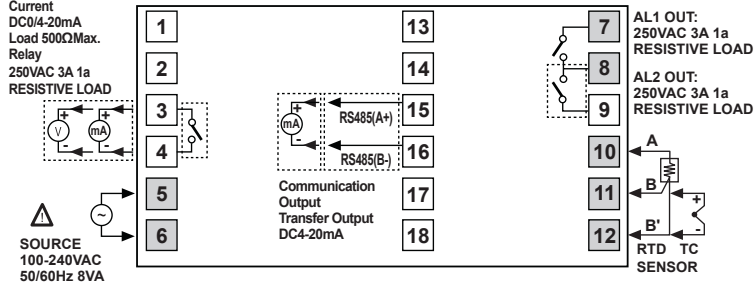 Current
DC0/4-20mA
Load 500ΩMax.
Relay
250VAC 3A 1a
RESISTIVE LOAD
1
2
3
4
5
6
V
mA
+
+
-
-
~
!
SOURCE
100-240VAC
50/60Hz 8VA
13
14
15
16
17
18
mA
+
-
RS485(A+)
RS485(B-)
Communication
Output
Transfer Output
DC4-20mA
7
8
9
10
11
12
AL1 OUT:
250VAC 3A 1a
RESISTIVE LOAD
AL2 OUT:
250VAC 3A 1a
RESISTIVE LOAD
A
B
B'
+
-
RTD TC
SENSOR